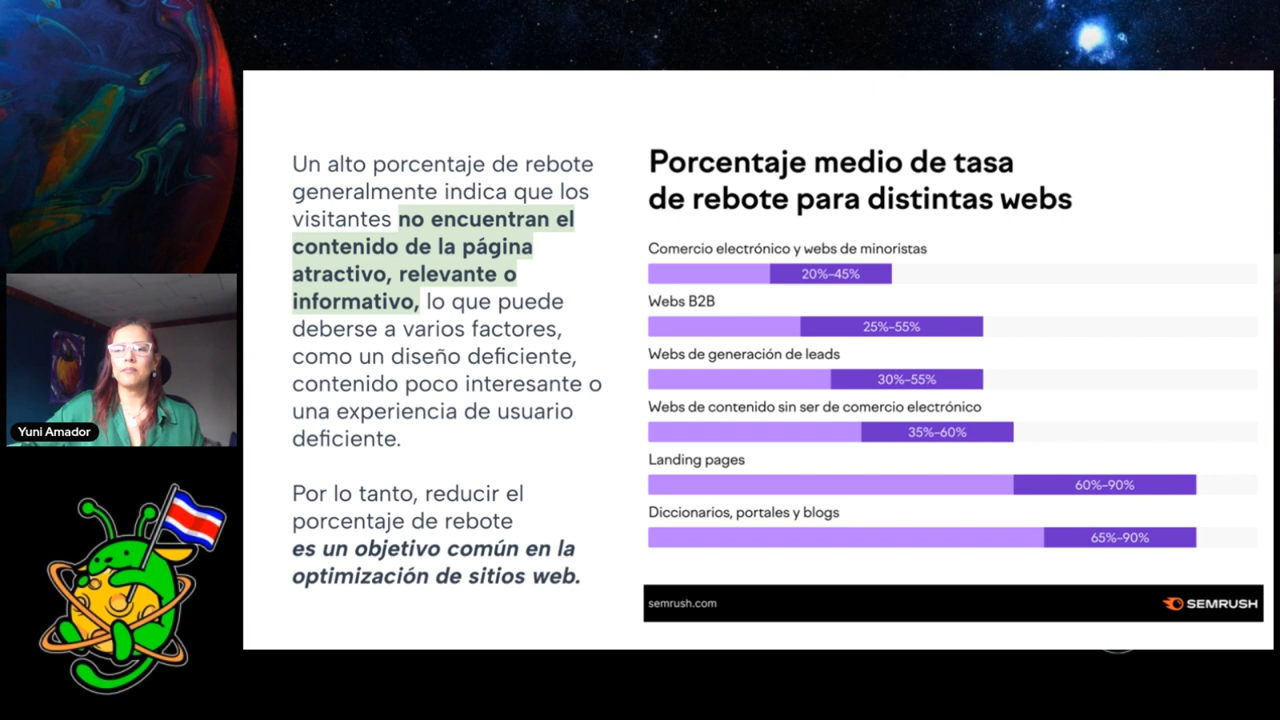 Un alto porcentaje de rebote
generalmente indica que los
visitantes no encuentran el
contenido de la página
atractivo, relevante o
informativo, lo que puede
deberse a varios factores,
como un diseño deficiente,
contenido poco interesante o
una experiencia de usuario
deficiente.
Por lo tanto, reducir el
porcentaje de rebote
es un objetivo común en la
optimización de sitios web.
Porcentaje medio de tasa
de rebote para distintas webs
Comercio electrónico y webs de minoristas
20%–45%
Webs B2B
25%–55%
Webs de generación de leads
30%–55%
Webs de contenido sin ser de comercio electrónico
35%–60%
Landing pages
60%–90%
Diccionarios, portales y blogs
65%–90%
semrush.com
SEMRUSH
Yuni Amador